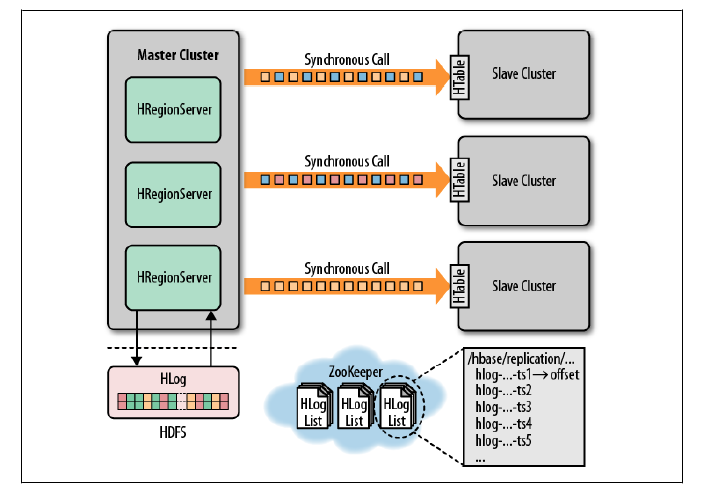 Master Cluster
HRegionServer
HRegionServer
HRegionServer
Synchronous Call
HTable
Slave Cluster
Synchronous Call
HTable
Slave Cluster
Synchronous Call
HTable
Slave Cluster
HLog
HDFS
ZooKeeper
HLog
List
HLog
List
HLog
List
/hbase/replication/...
hlog-...-ts1→offset
hlog-...-ts2
hlog-...-ts3
hlog-...-ts4
hlog-...-ts5
...